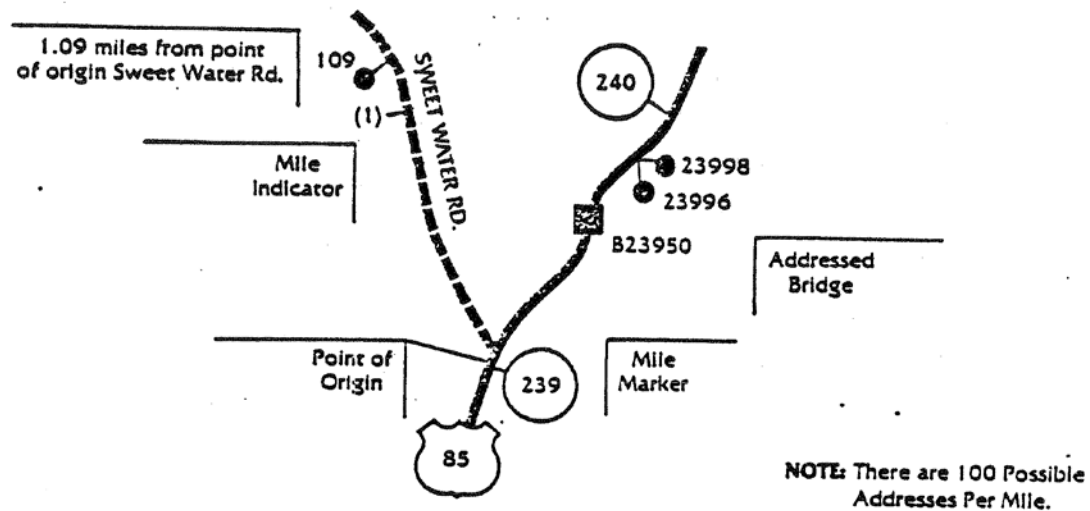 1.09 miles from point
of origin Sweet Water Rd.
109
(1)
SWEET WATER RD.
240
Mile
Indicator
23998
23996
B23950
Addressed
Bridge
Point of
Origin
239
Mile
Marker
85
NOTE: There are 100 Possible
Addresses Per Mile.